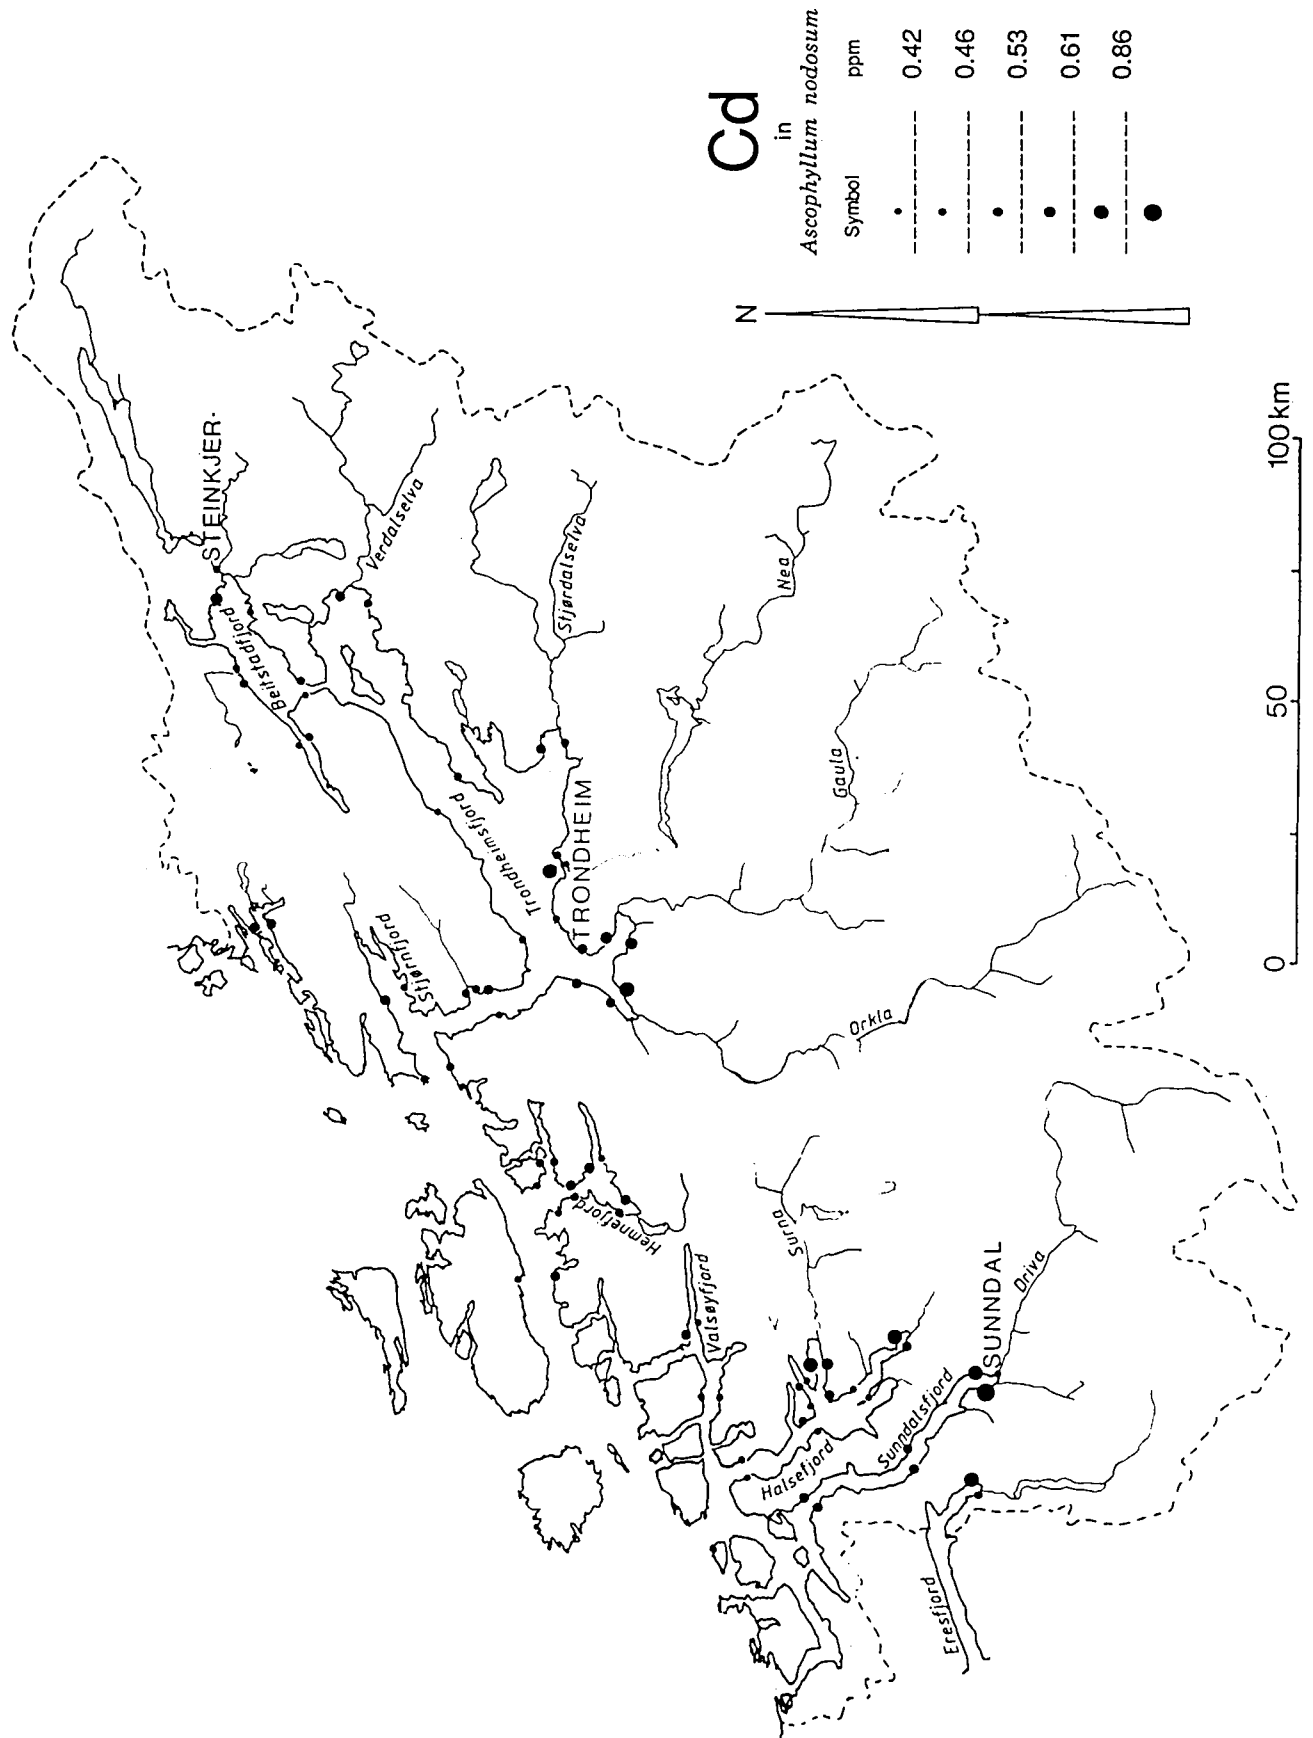 Cd
in
Ascophyllum nodosum
Symbol ppm
0.42
0.46
0.53
0.61
0.86
N
STEINKJER
Beitstadfjord
Verdalselva
Stjørdalselva
Trondheimsfjord
TRONDHEIM
Nea
Gaula
Stjørnfjord
Orkla
Hemnefjord
Valsøyfjord
Surna
Halsefjord
Sunndalsfjord
SUNNDAL
Driva
Eresfjord
0 50 100 km